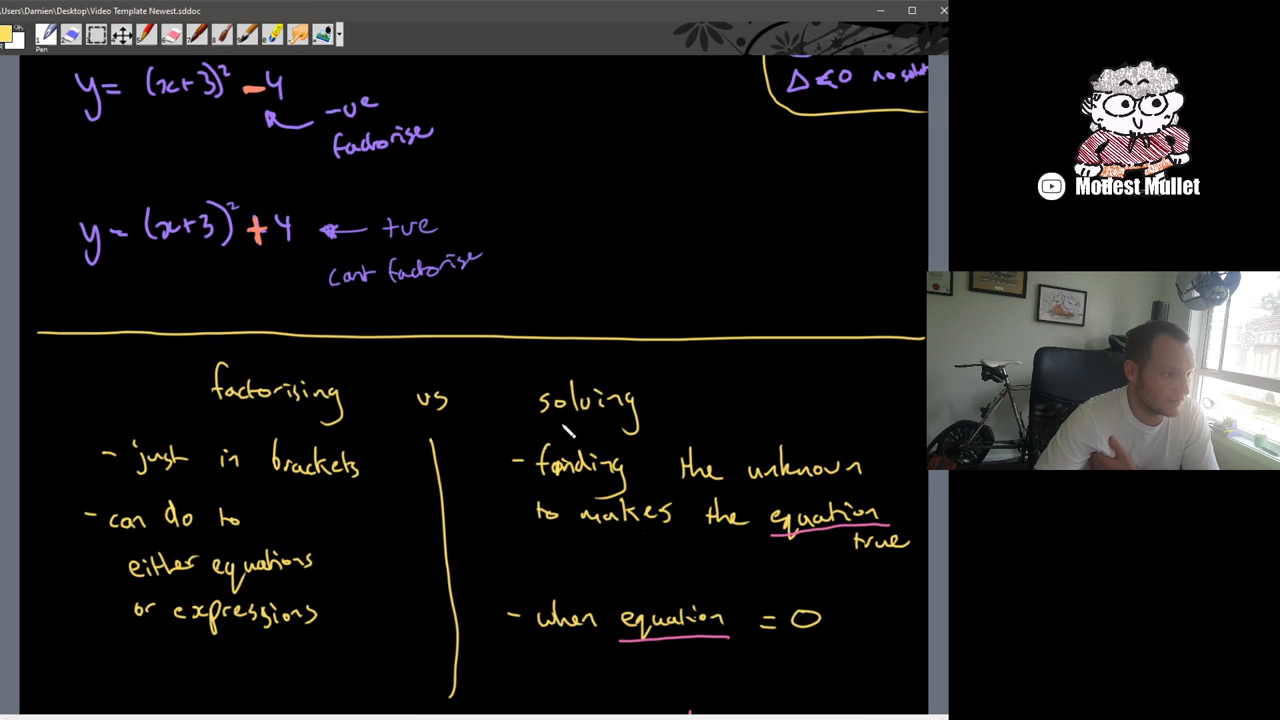 Users\Damien\Desktop\Video Template Newest.sddoc
Pen
y= (x+3)² -4
-ve
factorise
Δ<0 no solut
y = (x+3)² +4
+ve
cant factorise
Modest Mullet
factorising vs solving
- just in brackets
- can do to
either equations
or expressions
- finding the unknown
to makes the equation
true
- when equation = 0